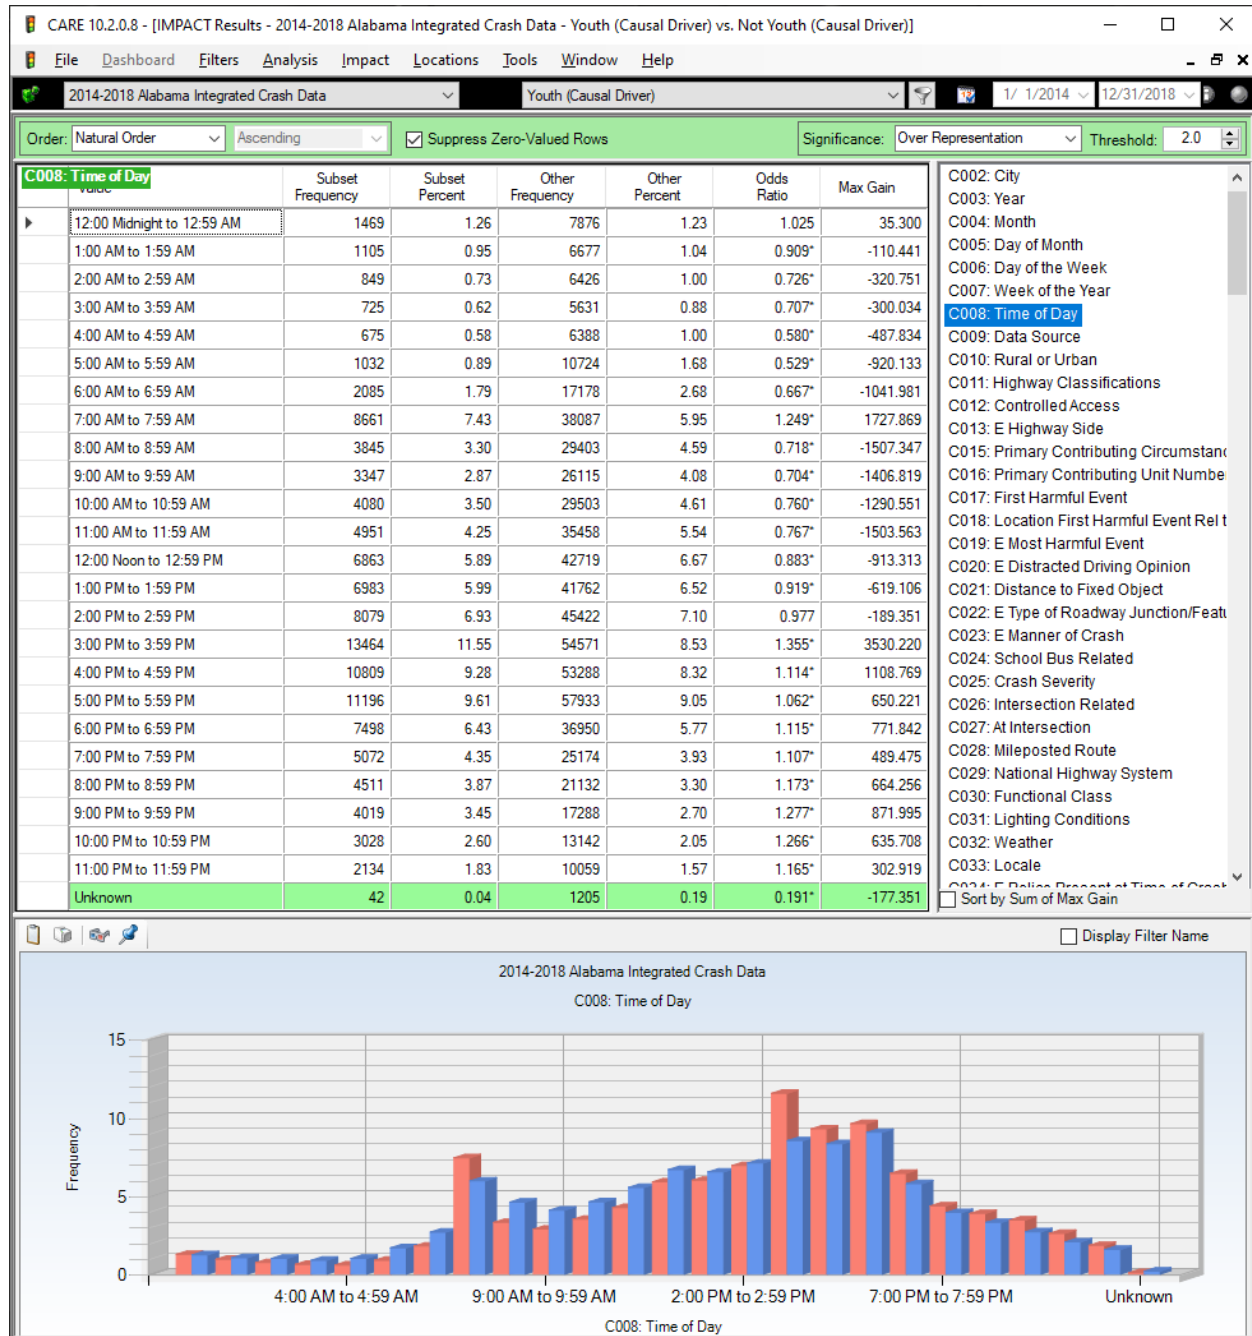 CARE 10.2.0.8 - [IMPACT Results - 2014-2018 Alabama Integrated Crash Data - Youth (Causal Driver) vs. Not Youth (Causal Driver)]
File Dashboard Filters Analysis Impact Locations Tools Window Help
2014-2018 Alabama Integrated Crash Data Youth (Causal Driver) 1/ 1/2014 12/31/2018
Order: Natural Order Ascending Suppress Zero-Valued Rows Significance: Over Representation Threshold: 2.0
C008: Time of Day Subset Frequency Subset Percent Other Frequency Other Percent Odds Ratio Max Gain
12:00 Midnight to 12:59 AM 1469 1.26 7876 1.23 1.025 35.300
1:00 AM to 1:59 AM 1105 0.95 6677 1.04 0.909* -110.441
2:00 AM to 2:59 AM 849 0.73 6426 1.00 0.726* -320.751
3:00 AM to 3:59 AM 725 0.62 5631 0.88 0.707* -300.034
4:00 AM to 4:59 AM 675 0.58 6388 1.00 0.580* -487.834
5:00 AM to 5:59 AM 1032 0.89 10724 1.68 0.529* -920.133
6:00 AM to 6:59 AM 2085 1.79 17178 2.68 0.667* -1041.981
7:00 AM to 7:59 AM 8661 7.43 38087 5.95 1.249* 1727.869
8:00 AM to 8:59 AM 3845 3.30 29403 4.59 0.718* -1507.347
9:00 AM to 9:59 AM 3347 2.87 26115 4.08 0.704* -1406.819
10:00 AM to 10:59 AM 4080 3.50 29503 4.61 0.760* -1290.551
11:00 AM to 11:59 AM 4951 4.25 35458 5.54 0.767* -1503.563
12:00 Noon to 12:59 PM 6863 5.89 42719 6.67 0.883* -913.313
1:00 PM to 1:59 PM 6983 5.99 41762 6.52 0.919* -619.106
2:00 PM to 2:59 PM 8079 6.93 45422 7.10 0.977 -189.351
3:00 PM to 3:59 PM 13464 11.55 54571 8.53 1.355* 3530.220
4:00 PM to 4:59 PM 10809 9.28 53288 8.32 1.114* 1108.769
5:00 PM to 5:59 PM 11196 9.61 57933 9.05 1.062* 650.221
6:00 PM to 6:59 PM 7498 6.43 36950 5.77 1.115* 771.842
7:00 PM to 7:59 PM 5072 4.35 25174 3.93 1.107* 489.475
8:00 PM to 8:59 PM 4511 3.87 21132 3.30 1.173* 664.256
9:00 PM to 9:59 PM 4019 3.45 17288 2.70 1.277* 871.995
10:00 PM to 10:59 PM 3028 2.60 13142 2.05 1.266* 635.708
11:00 PM to 11:59 PM 2134 1.83 10059 1.57 1.165* 302.919
Unknown 42 0.04 1205 0.19 0.191* -177.351
C002: City
C003: Year
C004: Month
C005: Day of Month
C006: Day of the Week
C007: Week of the Year
C008: Time of Day
C009: Data Source
C010: Rural or Urban
C011: Highway Classifications
C012: Controlled Access
C013: E Highway Side
C015: Primary Contributing Circumstanc
C016: Primary Contributing Unit Numbe
C017: First Harmful Event
C018: Location First Harmful Event Rel t
C019: E Most Harmful Event
C020: E Distracted Driving Opinion
C021: Distance to Fixed Object
C022: E Type of Roadway Junction/Featu
C023: E Manner of Crash
C024: School Bus Related
C025: Crash Severity
C026: Intersection Related
C027: At Intersection
C028: Mileposted Route
C029: National Highway System
C030: Functional Class
C031: Lighting Conditions
C032: Weather
C033: Locale
Sort by Sum of Max Gain
Display Filter Name
2014-2018 Alabama Integrated Crash Data
C008: Time of Day
15
10
5
0
Frequency
4:00 AM to 4:59 AM 9:00 AM to 9:59 AM 2:00 PM to 2:59 PM 7:00 PM to 7:59 PM Unknown
C008: Time of Day